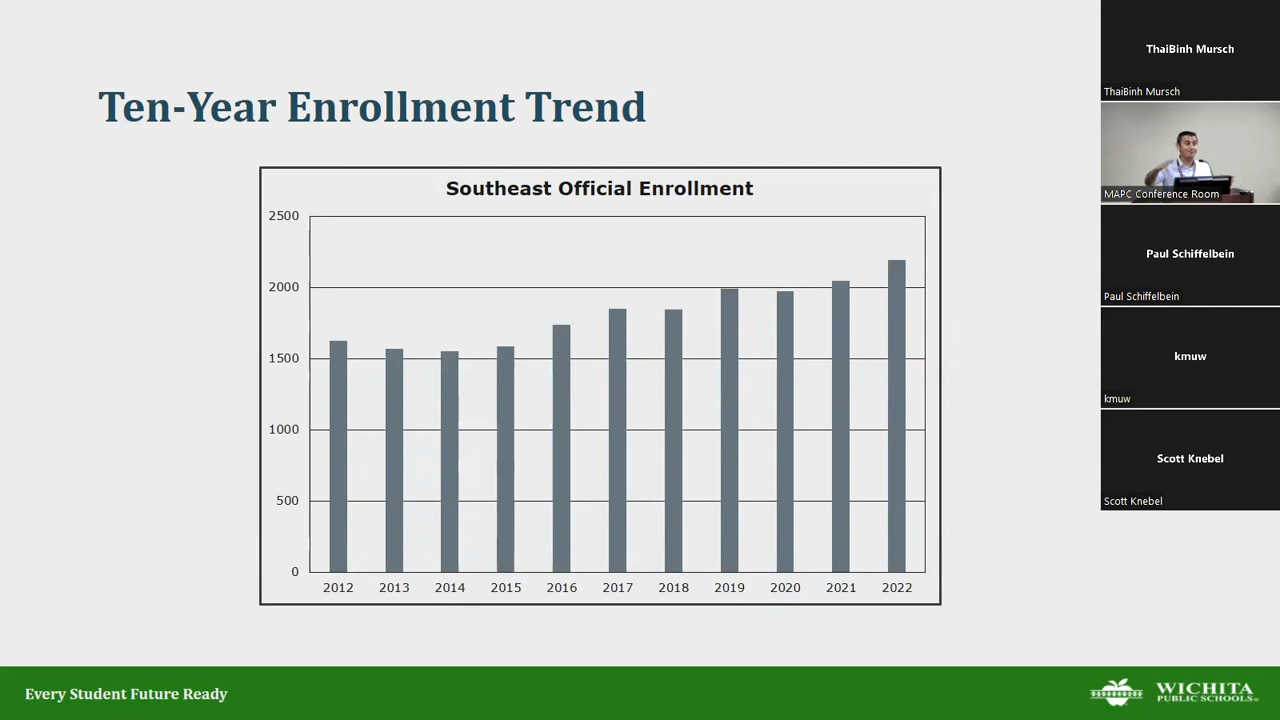 Ten-Year Enrollment Trend
Southeast Official Enrollment
2500
2000
1500
1000
500
0
2012 2013 2014 2015 2016 2017 2018 2019 2020 2021 2022
Every Student Future Ready
WICHITA
PUBLIC SCHOOLS
ThaiBinh Mursch
ThaiBinh Mursch
MAPC Conference Room
Paul Schiffelbein
Paul Schiffelbein
kmuw
kmuw
Scott Knebel
Scott Knebel